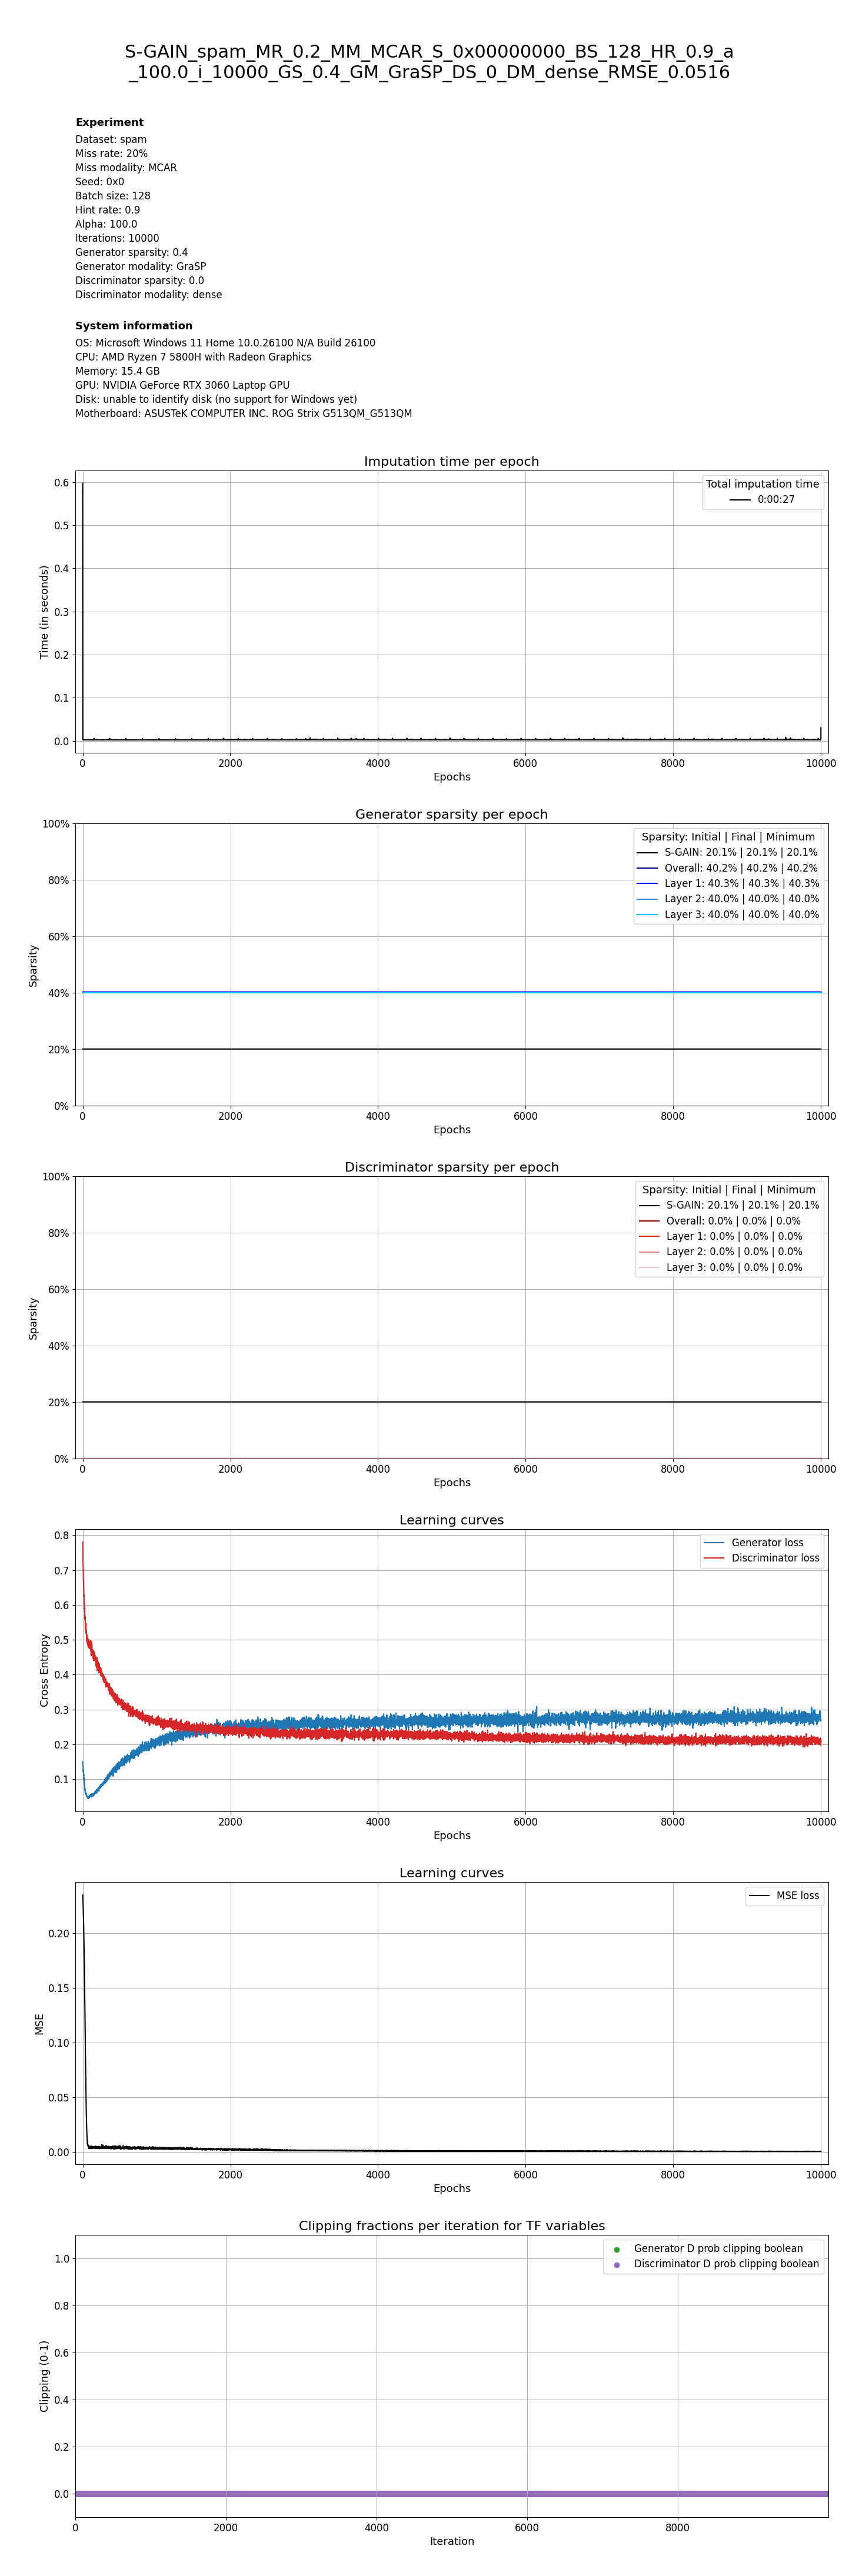 S-GAIN_spam_MR_0.2_MM_MCAR_S_0x00000000_BS_128_HR_0.9_a
_100.0_i_10000_GS_0.4_GM_GraSP_DS_0_DM_dense_RMSE_0.0516
Experiment
Dataset: spam
Miss rate: 20%
Miss modality: MCAR
Seed: 0x0
Batch size: 128
Hint rate: 0.9
Alpha: 100.0
Iterations: 10000
Generator sparsity: 0.4
Generator modality: GraSP
Discriminator sparsity: 0.0
Discriminator modality: dense
System information
OS: Microsoft Windows 11 Home 10.0.26100 N/A Build 26100
CPU: AMD Ryzen 7 5800H with Radeon Graphics
Memory: 15.4 GB
GPU: NVIDIA GeForce RTX 3060 Laptop GPU
Disk: unable to identify disk (no support for Windows yet)
Motherboard: ASUSTeK COMPUTER INC. ROG Strix G513QM_G513QM
Imputation time per epoch
Total imputation time
0:00:27
Time (in seconds)
0.6
0.5
0.4
0.3
0.2
0.1
0.0
0 2000 4000 6000 8000 10000
Epochs
Generator sparsity per epoch
Sparsity: Initial | Final | Minimum
S-GAIN: 20.1% | 20.1% | 20.1%
Overall: 40.2% | 40.2% | 40.2%
Layer 1: 40.3% | 40.3% | 40.3%
Layer 2: 40.0% | 40.0% | 40.0%
Layer 3: 40.0% | 40.0% | 40.0%
Sparsity
100%
80%
60%
40%
20%
0%
0 2000 4000 6000 8000 10000
Epochs
Discriminator sparsity per epoch
Sparsity: Initial | Final | Minimum
S-GAIN: 20.1% | 20.1% | 20.1%
Overall: 0.0% | 0.0% | 0.0%
Layer 1: 0.0% | 0.0% | 0.0%
Layer 2: 0.0% | 0.0% | 0.0%
Layer 3: 0.0% | 0.0% | 0.0%
Sparsity
100%
80%
60%
40%
20%
0%
0 2000 4000 6000 8000 10000
Epochs
Learning curves
Generator loss
Discriminator loss
Cross Entropy
0.8
0.7
0.6
0.5
0.4
0.3
0.2
0.1
0 2000 4000 6000 8000 10000
Epochs
Learning curves
MSE loss
MSE
0.20
0.15
0.10
0.05
0.00
0 2000 4000 6000 8000 10000
Epochs
Clipping fractions per iteration for TF variables
Generator D prob clipping boolean
Discriminator D prob clipping boolean
Clipping (0-1)
1.0
0.8
0.6
0.4
0.2
0.0
0 2000 4000 6000 8000
Iteration